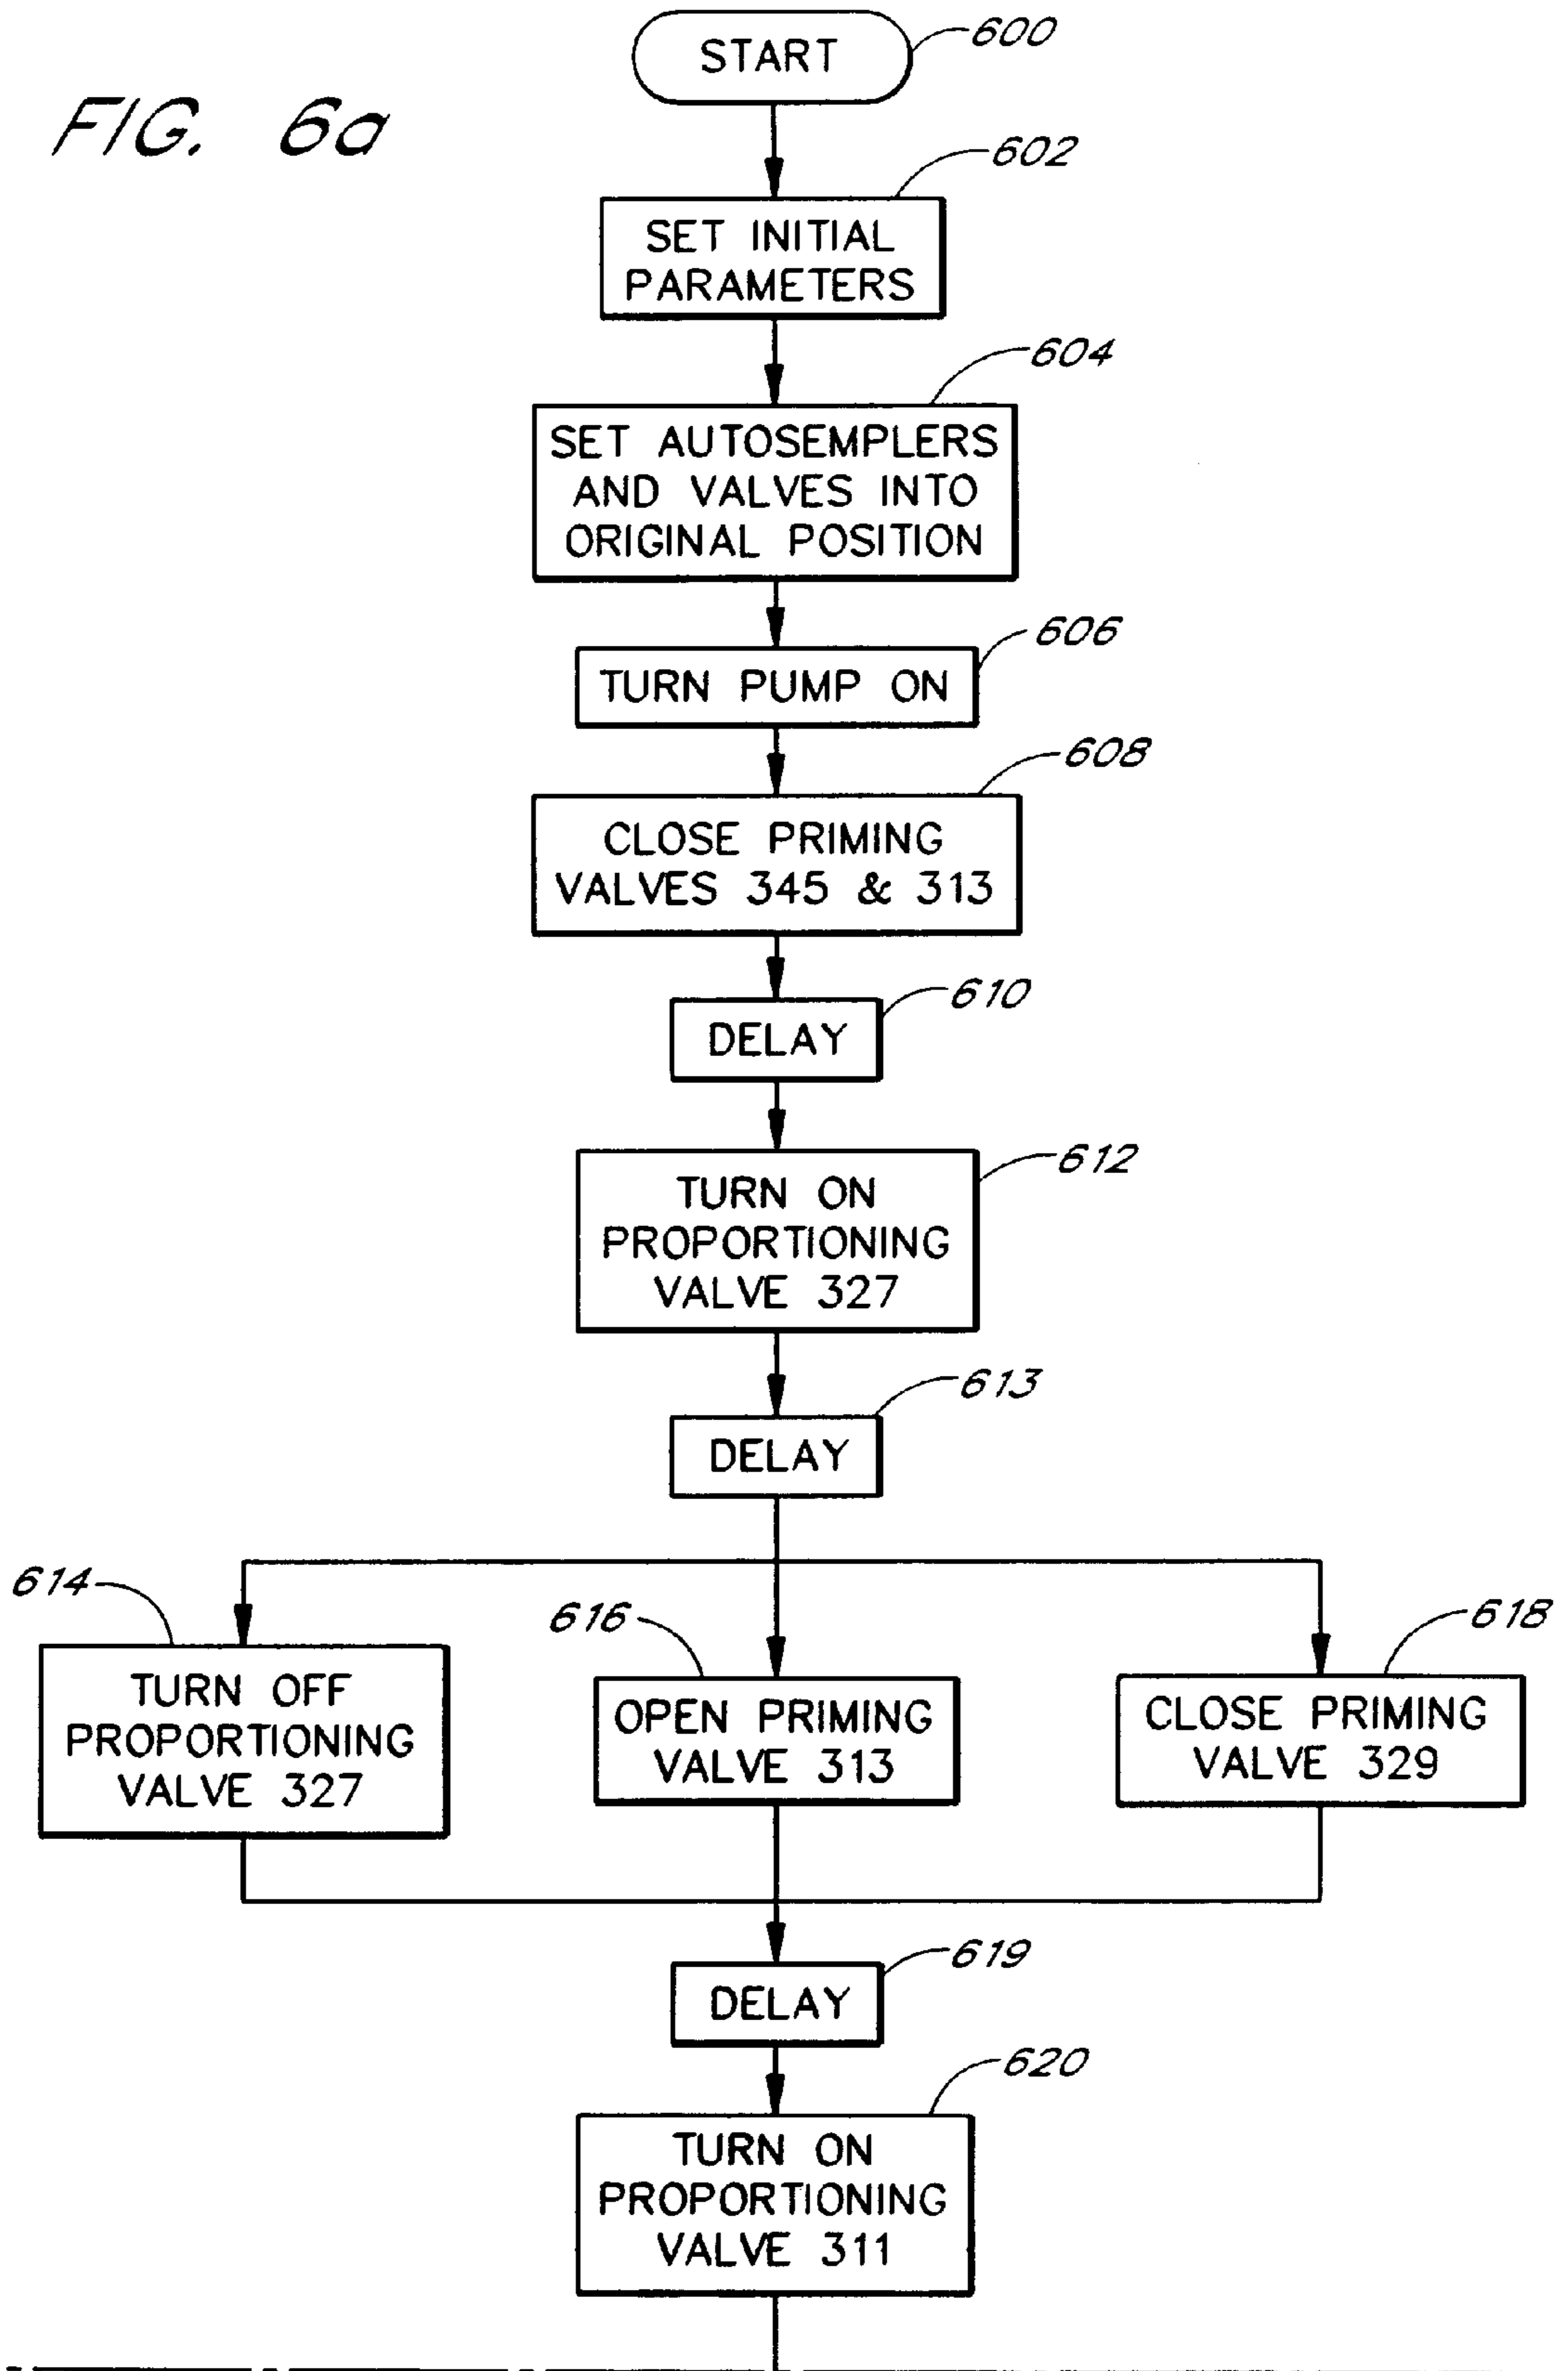 FIG. 6a
START
600
602
SET INITIAL
PARAMETERS
604
SET AUTOSEMPLERS
AND VALVES INTO
ORIGINAL POSITION
606
TURN PUMP ON
608
CLOSE PRIMING
VALVES 345 & 313
610
DELAY
612
TURN ON
PROPORTIONING
VALVE 327
613
DELAY
614
TURN OFF
PROPORTIONING
VALVE 327
616
OPEN PRIMING
VALVE 313
618
CLOSE PRIMING
VALVE 329
619
DELAY
620
TURN ON
PROPORTIONING
VALVE 311